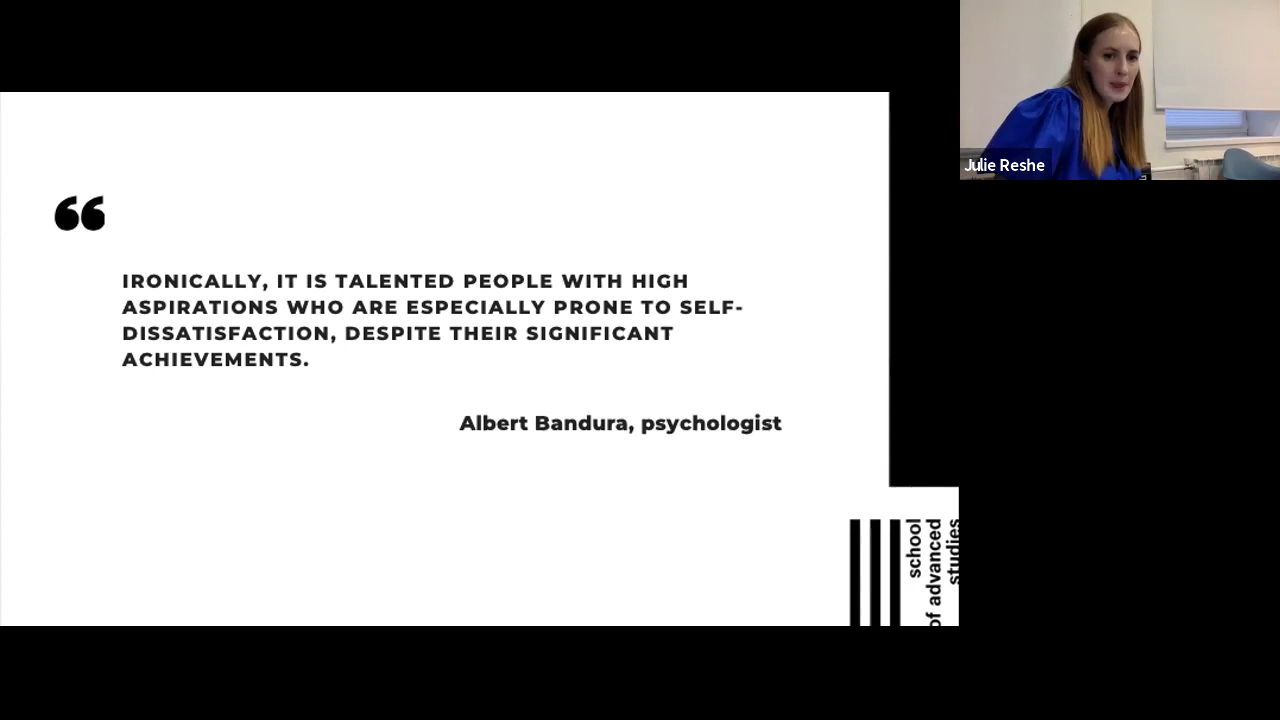 “
IRONICALLY, IT IS TALENTED PEOPLE WITH HIGH
ASPIRATIONS WHO ARE ESPECIALLY PRONE TO SELF-
DISSATISFACTION, DESPITE THEIR SIGNIFICANT
ACHIEVEMENTS.
Albert Bandura, psychologist
school
of advanced
studies
Julie Reshe